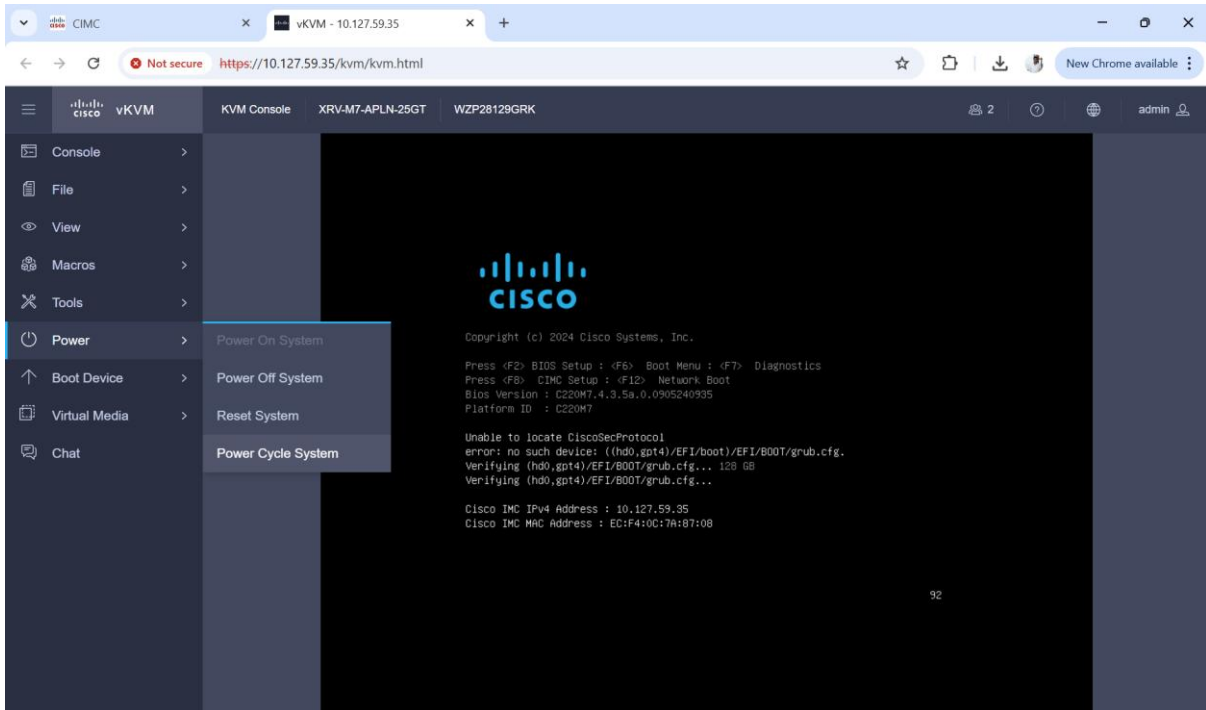 CIMC
vKVM - 10.127.59.35
Not secure https://10.127.59.35/kvm/kvm.html
New Chrome available
cisco vKVM
KVM Console XRV-M7-APLN-25GT WZP28129GRK
2
admin
Console
File
View
Macros
Tools
Power
Boot Device
Virtual Media
Chat
Power On System
Power Off System
Reset System
Power Cycle System
CISCO
Copyright (c) 2024 Cisco Systems, Inc.
Press <F2> BIOS Setup : <F6> Boot Menu : <F7> Diagnostics
Press <F8> CIMC Setup : <F12> Network Boot
Bios Version : C220M7.4.3.5a.0.0905240935
Platform ID : C220M7
Unable to locate CiscoSecProtocol
error: no such device: ((hd0,gpt4)/EFI/boot)/EFI/BOOT/grub.cfg.
Verifying (hd0,gpt4)/EFI/BOOT/grub.cfg... 128 GB
Verifying (hd0,gpt4)/EFI/BOOT/grub.cfg...
Cisco IMC IPv4 Address : 10.127.59.35
Cisco IMC MAC Address : EC:F4:0C:7A:87:08
92